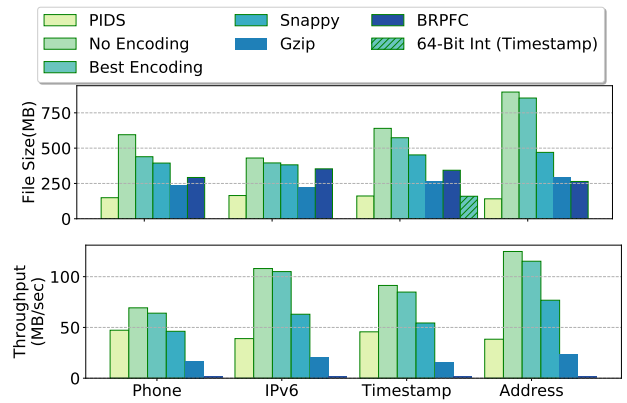 PIDS
No Encoding
Best Encoding
Snappy
Gzip
BRPFC
64-Bit Int (Timestamp)
File Size(MB)
750
500
250
0
Throughput
(MB/sec)
100
50
0
Phone
IPv6
Timestamp
Address